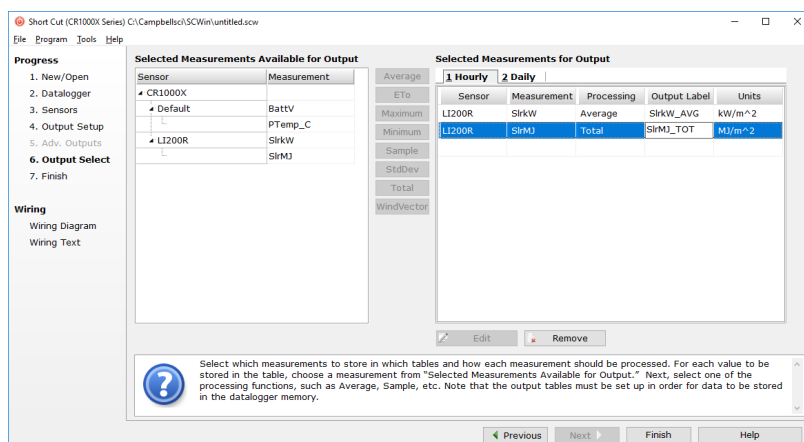 Short Cut (CR1000X Series) C:\Campbellsci\SCWin\untitled.scw
File Program Tools Help
Progress
1. New/Open
2. Datalogger
3. Sensors
4. Output Setup
5. Adv. Outputs
6. Output Select
7. Finish
Wiring
Wiring Diagram
Wiring Text
Selected Measurements Available for Output
Sensor Measurement
CR1000X
Default BattV
PTemp_C
LI200R SlrkW
SlrMJ
Average
ETo
Maximum
Minimum
Sample
StdDev
Total
WindVector
Selected Measurements for Output
1 Hourly 2 Daily
Sensor Measurement Processing Output Label Units
LI200R SlrkW Average SlrkW_AVG kW/m^2
LI200R SlrMJ Total SlrMJ_TOT MJ/m^2
Edit Remove
Select which measurements to store in which tables and how each measurement should be processed. For each value to be
stored in the table, choose a measurement from "Selected Measurements Available for Output." Next, select one of the
processing functions, such as Average, Sample, etc. Note that the output tables must be set up in order for data to be stored
in the datalogger memory.
Previous Next Finish Help